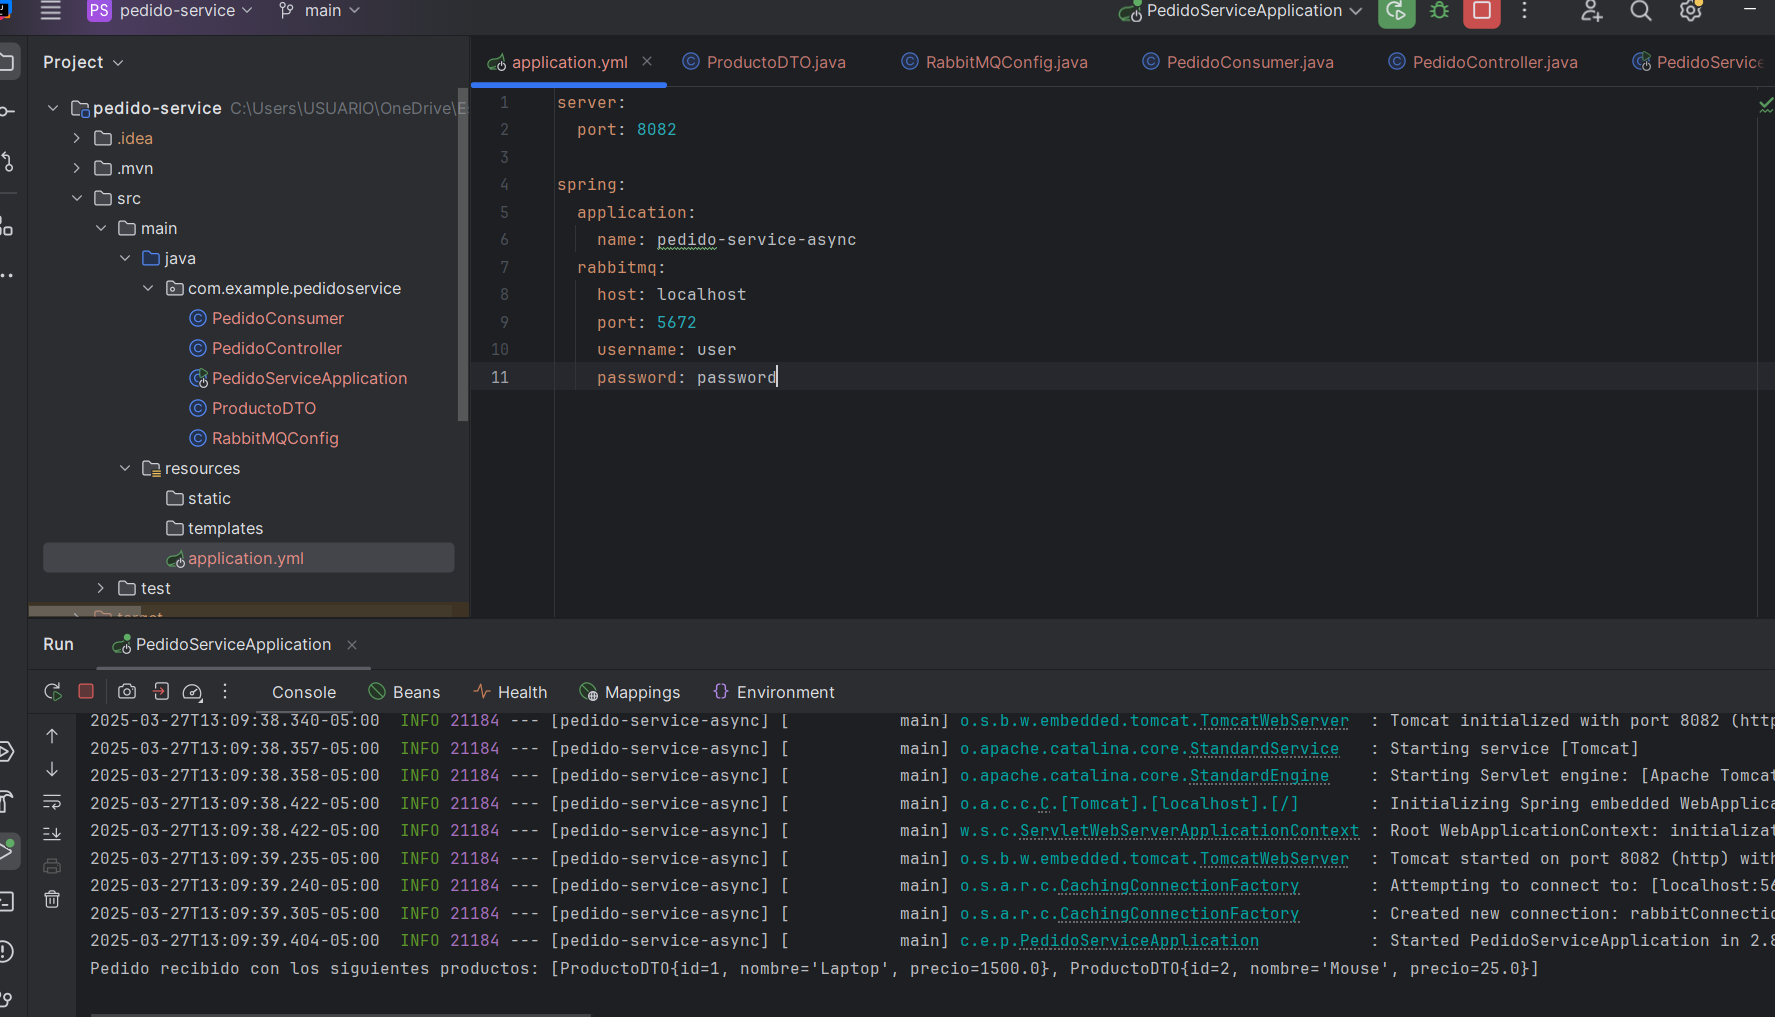 PS pedido-service main PedidoServiceApplication
Project
application.yml ProductoDTO.java RabbitMQConfig.java PedidoConsumer.java PedidoController.java PedidoService
pedido-service C:\Users\USUARIO\OneDrive\E
.idea
.mvn
src
main
java
com.example.pedidoservice
PedidoConsumer
PedidoController
PedidoServiceApplication
ProductoDTO
RabbitMQConfig
resources
static
templates
application.yml
test
1 server:
2 port: 8082
3
4 spring:
5 application:
6 name: pedido-service-async
7 rabbitmq:
8 host: localhost
9 port: 5672
10 username: user
11 password: password
Run PedidoServiceApplication
Console Beans Health Mappings Environment
2025-03-27T13:09:38.340-05:00 INFO 21184 --- [pedido-service-async] [ main] o.s.b.w.embedded.tomcat.TomcatWebServer : Tomcat initialized with port 8082 (http
2025-03-27T13:09:38.357-05:00 INFO 21184 --- [pedido-service-async] [ main] o.apache.catalina.core.StandardService : Starting service [Tomcat]
2025-03-27T13:09:38.358-05:00 INFO 21184 --- [pedido-service-async] [ main] o.apache.catalina.core.StandardEngine : Starting Servlet engine: [Apache Tomcat
2025-03-27T13:09:38.422-05:00 INFO 21184 --- [pedido-service-async] [ main] o.a.c.c.C.[Tomcat].[localhost].[/] : Initializing Spring embedded WebApplica
2025-03-27T13:09:38.422-05:00 INFO 21184 --- [pedido-service-async] [ main] w.s.c.ServletWebServerApplicationContext : Root WebApplicationContext: initializat
2025-03-27T13:09:39.235-05:00 INFO 21184 --- [pedido-service-async] [ main] o.s.b.w.embedded.tomcat.TomcatWebServer : Tomcat started on port 8082 (http) with
2025-03-27T13:09:39.240-05:00 INFO 21184 --- [pedido-service-async] [ main] o.s.a.r.c.CachingConnectionFactory : Attempting to connect to: [localhost:56
2025-03-27T13:09:39.305-05:00 INFO 21184 --- [pedido-service-async] [ main] o.s.a.r.c.CachingConnectionFactory : Created new connection: rabbitConnectio
2025-03-27T13:09:39.404-05:00 INFO 21184 --- [pedido-service-async] [ main] c.e.p.PedidoServiceApplication : Started PedidoServiceApplication in 2.8
Pedido recibido con los siguientes productos: [ProductoDTO{id=1, nombre='Laptop', precio=1500.0}, ProductoDTO{id=2, nombre='Mouse', precio=25.0}]